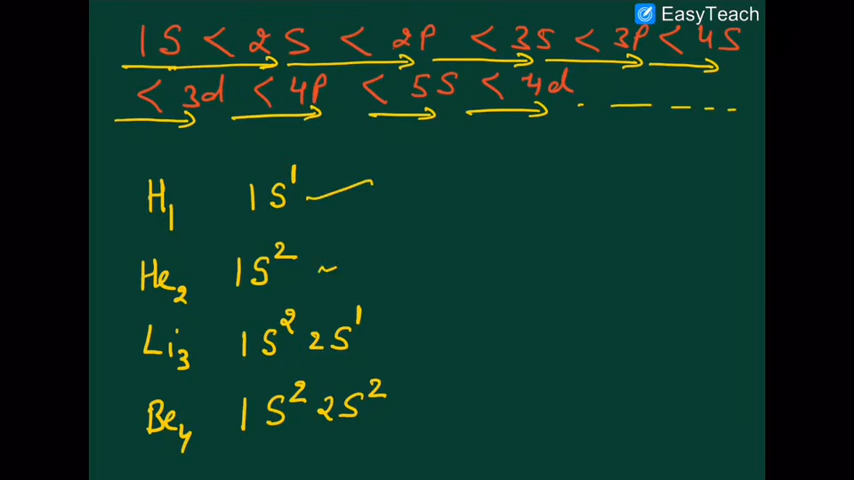 EasyTeach
1S < 2S < 2P < 3S < 3P < 4S
< 3d < 4P < 5S < 4d
H₁ 1S¹
He₂ 1S²
Li₃ 1S² 2S¹
Be₄ 1S² 2S²